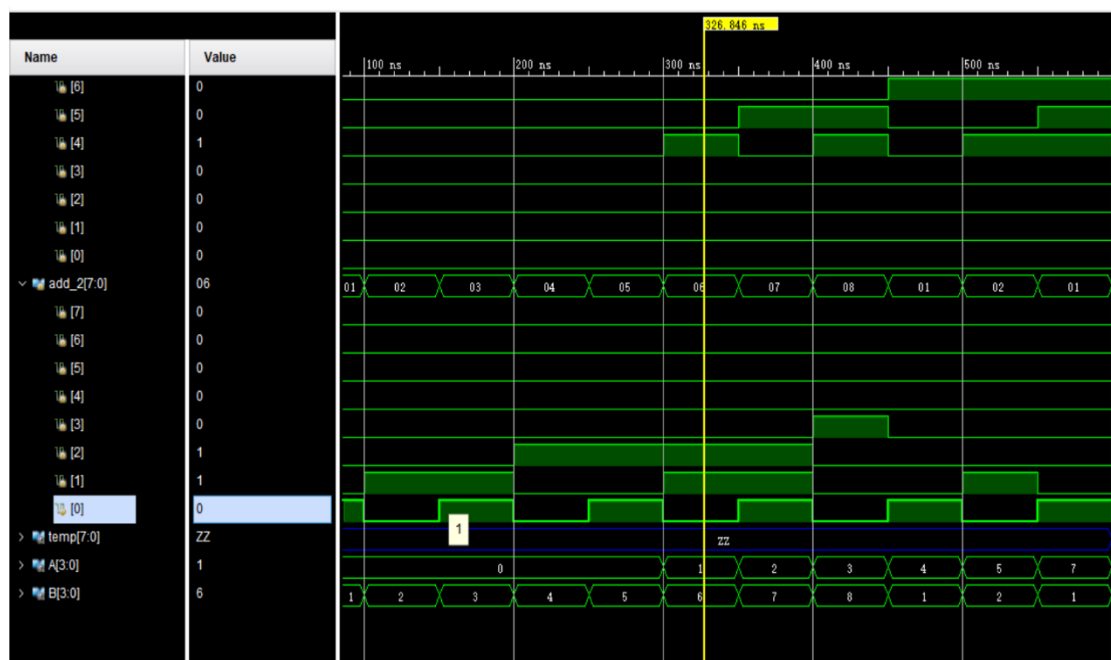 326.846 ns
Name Value
100 ns 200 ns 300 ns 400 ns 500 ns
[6] 0
[5] 0
[4] 1
[3] 0
[2] 0
[1] 0
[0] 0
add_2[7:0] 06 01 02 03 04 05 06 07 08 01 02 01
[7] 0
[6] 0
[5] 0
[4] 0
[3] 0
[2] 1
[1] 1
[0] 0
1
temp[7:0] ZZ ZZ
A[3:0] 1 0 1 2 3 4 5 7
B[3:0] 6 1 2 3 4 5 6 7 8 1 2 1